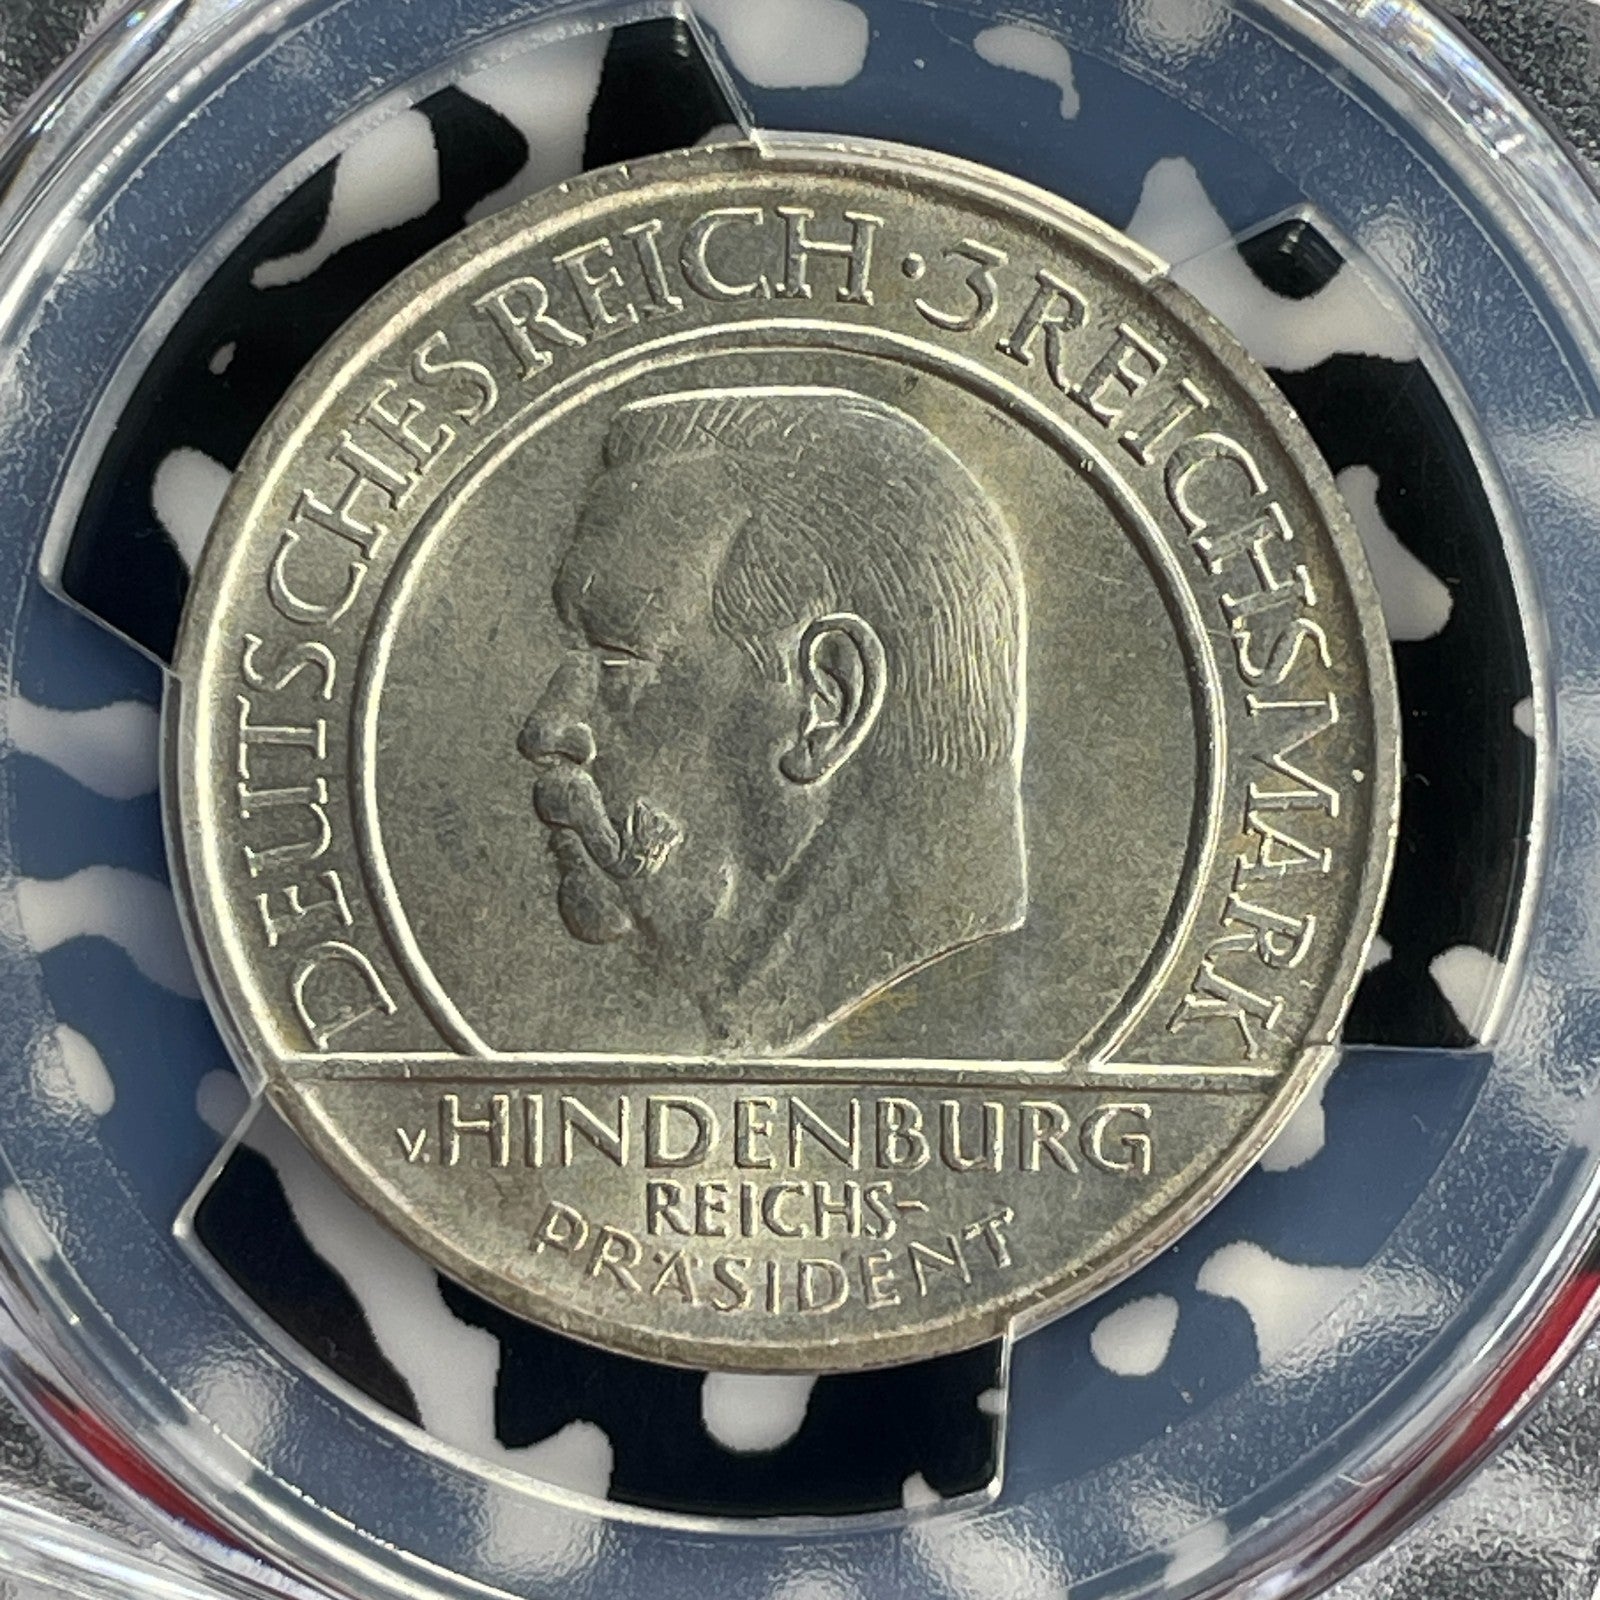 DEUTSCHES REICH · 3 REICHSMARK
v. HINDENBURG
REICHS-
PRÄSIDENT